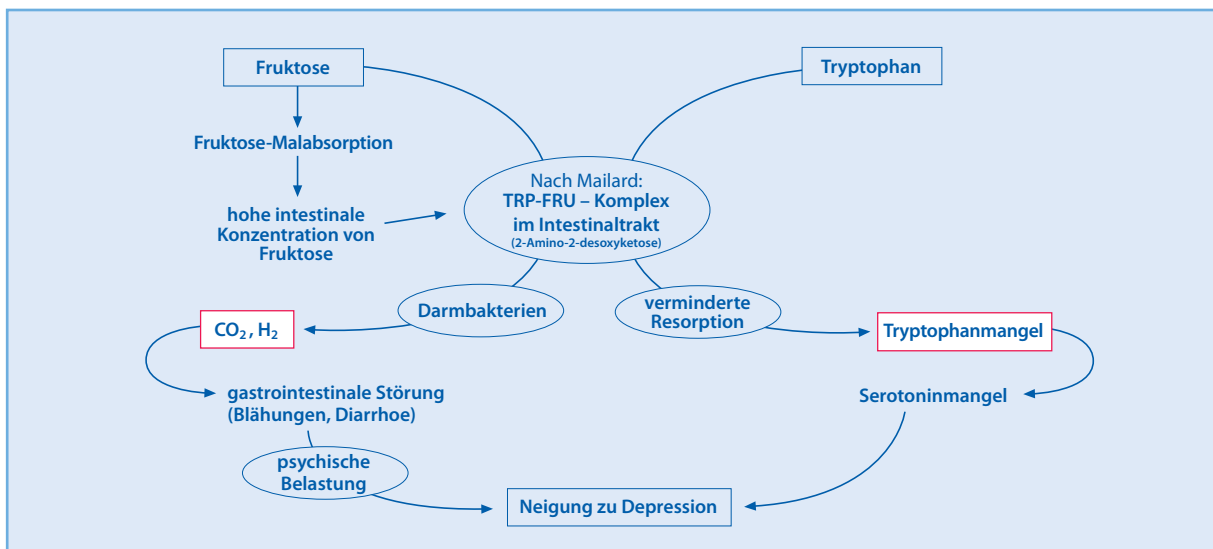 Fruktose
Tryptophan
Fruktose-Malabsorption
Nach Mailard:
TRP-FRU – Komplex
im Intestinaltrakt
(2-Amino-2-desoxyketose)
hohe intestinale
Konzentration von
Fruktose
Darmbakterien
verminderte
Resorption
CO₂, H₂
Tryptophanmangel
gastrointestinale Störung
(Blähungen, Diarrhoe)
Serotoninmangel
psychische
Belastung
Neigung zu Depression